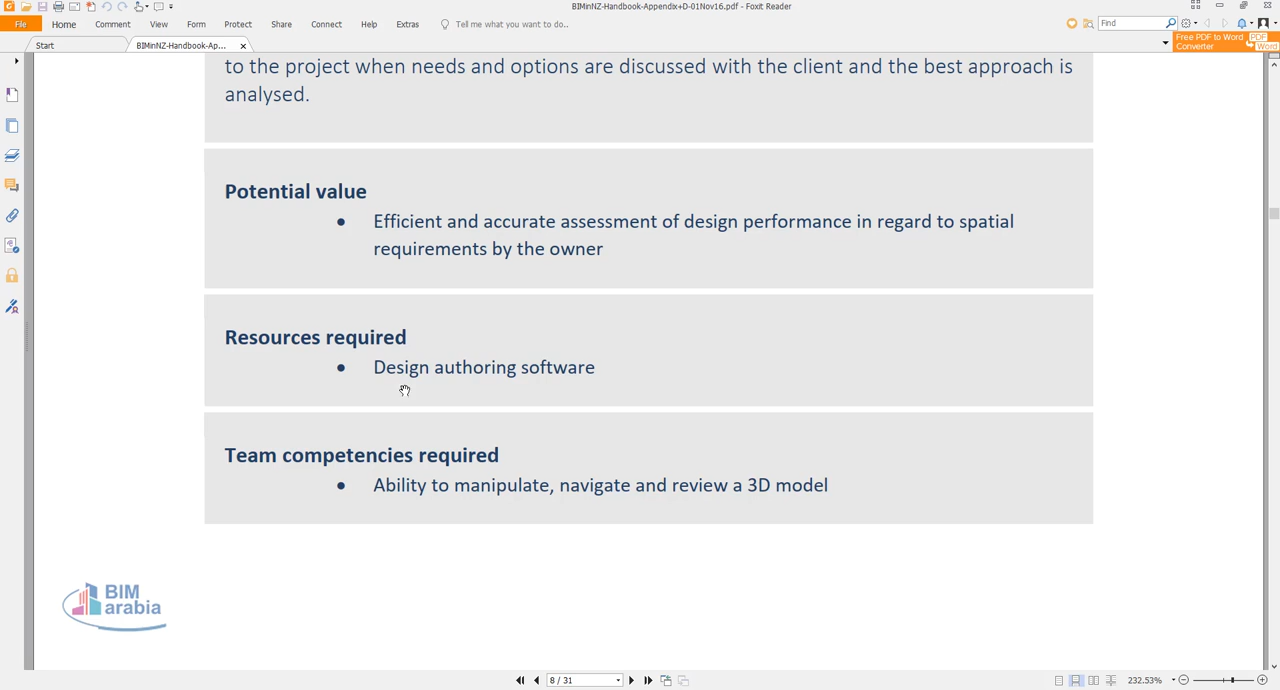 BIMinNZ-Handbook-Appendix+D-01Nov16.pdf - Foxit Reader
File Home Comment View Form Protect Share Connect Help Extras Tell me what you want to do.. Find
Start BIMinNZ-Handbook-Ap... Free PDF to Word
Converter
PDF
Word
to the project when needs and options are discussed with the client and the best approach is
analysed.
Potential value
• Efficient and accurate assessment of design performance in regard to spatial
requirements by the owner
Resources required
• Design authoring software
Team competencies required
• Ability to manipulate, navigate and review a 3D model
BIM
arabia
8 / 31 232.53%